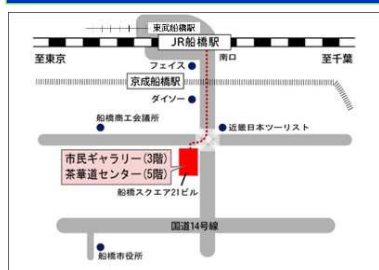 東武船橋駅
JR船橋駅
至東京
南口
至千葉
フェイス
京成船橋駅
ダイソー
船橋商工会議所
近畿日本ツーリスト
市民ギャラリー(3階)
茶華道センター(5階)
船橋スクエア21ビル
国道14号線
船橋市役所